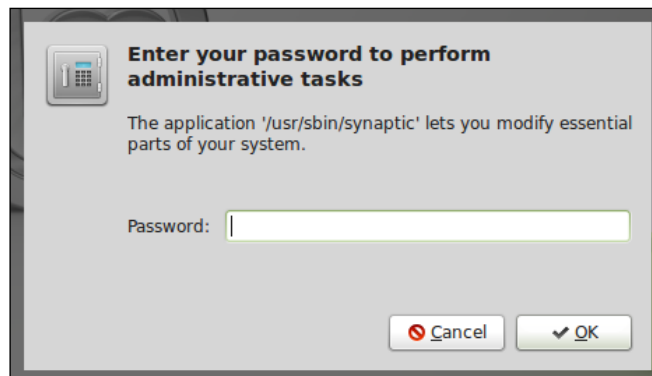 Enter your password to perform
administrative tasks
The application '/usr/sbin/synaptic' lets you modify essential
parts of your system.
Password:
Cancel
OK